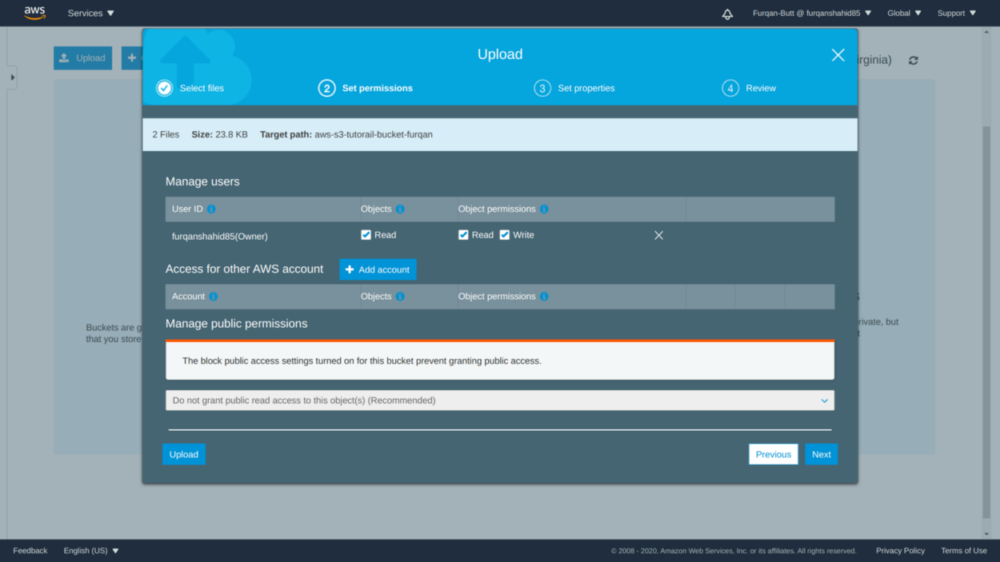 aws
Services
Furqan-Butt @ furqanshahid85
Global
Support
Upload
Upload
rginia)
Select files
2 Set permissions
3 Set properties
4 Review
2 Files Size: 23.8 KB Target path: aws-s3-tutorail-bucket-furqan
Manage users
User ID Objects Object permissions
furqanshahid85(Owner) Read Read Write
Access for other AWS account Add account
Account Objects Object permissions
Manage public permissions
Buckets are g
that you store
rivate, but
t
The block public access settings turned on for this bucket prevent granting public access.
Do not grant public read access to this object(s) (Recommended)
Upload Previous Next
Feedback English (US) © 2008 - 2020, Amazon Web Services, Inc. or its affiliates. All rights reserved. Privacy Policy Terms of Use